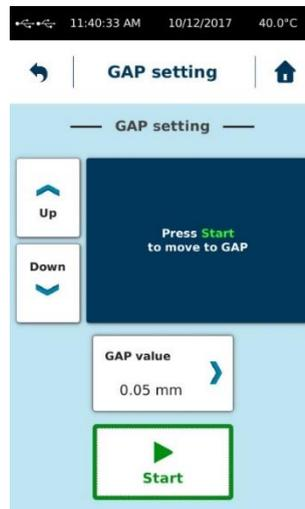 11:40:33 AM 10/12/2017 40.0°C
GAP setting
GAP setting
Up
Press Start
to move to GAP
Down
GAP value
0.05 mm
Start